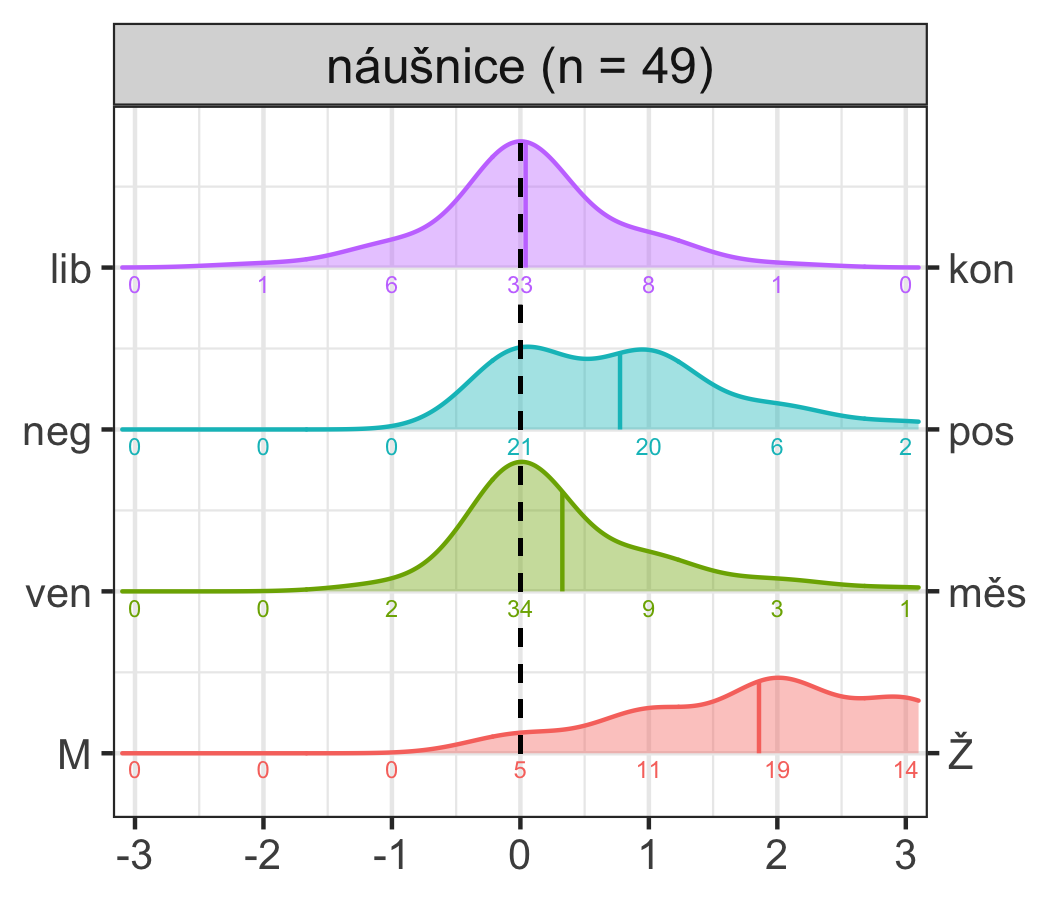 náušnice (n = 49)
lib kon
0 1 6 33 8 1 0
neg pos
0 0 0 21 20 6 2
ven měs
0 0 2 34 9 3 1
M Ž
0 0 0 5 11 19 14
-3 -2 -1 0 1 2 3